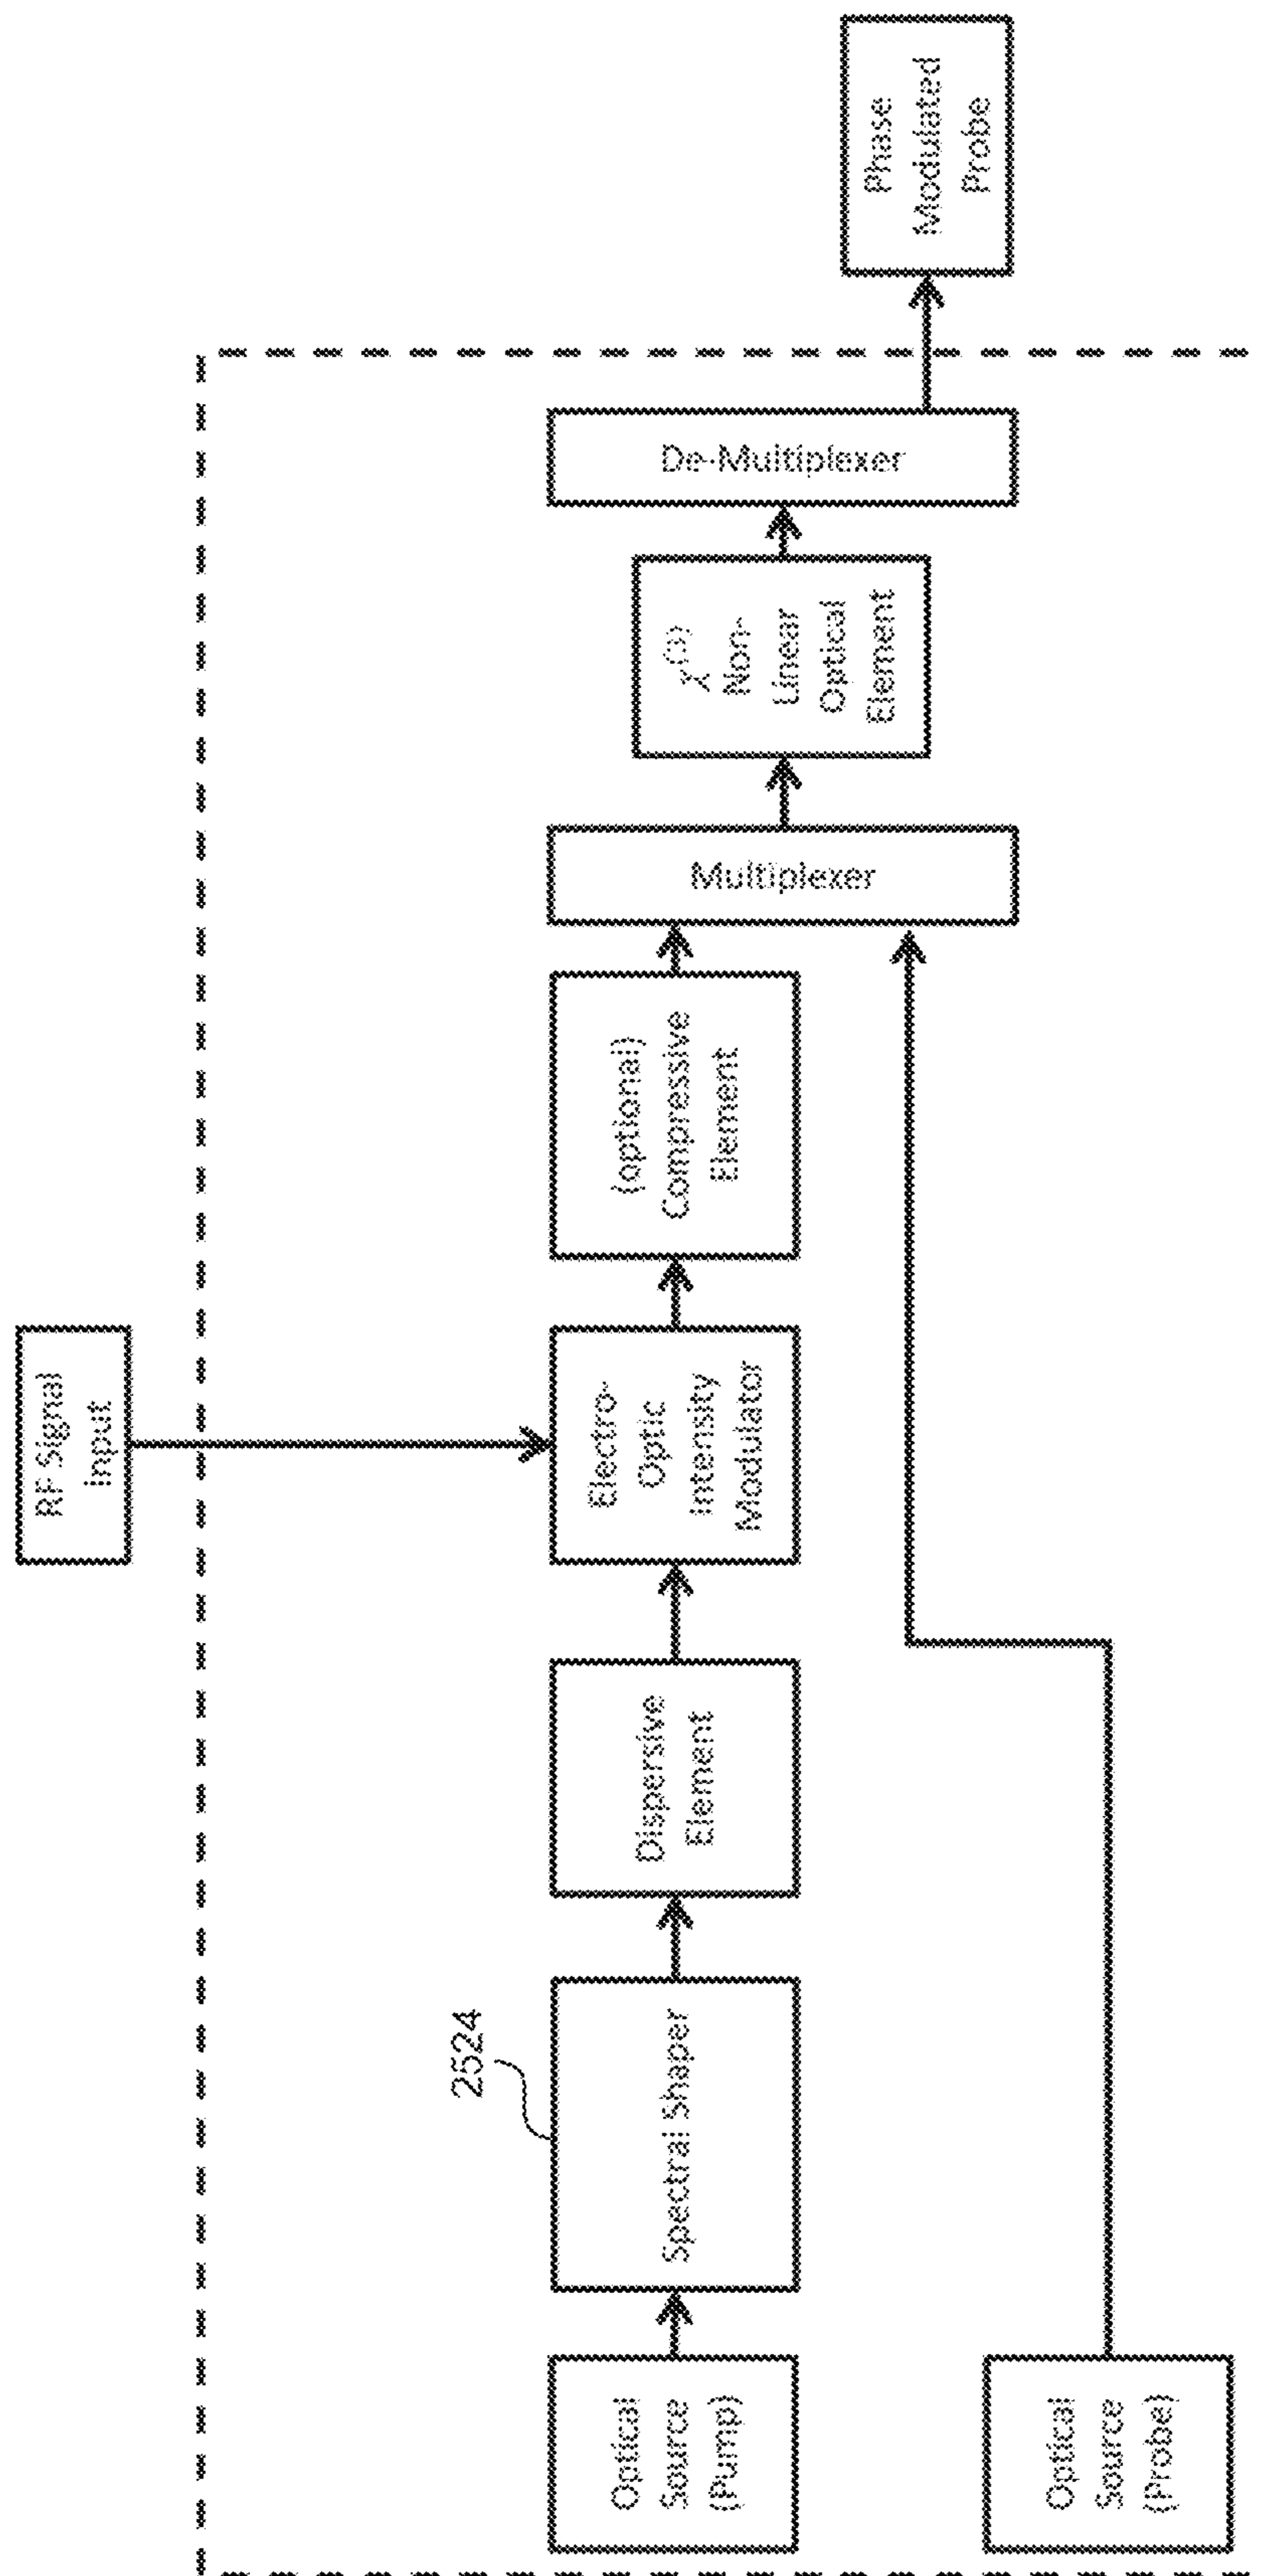 RF Signal
Input
2524
Optical
Source
(Pump)
Spectral Shaper
Dispersive
Element
Electro-
Optic
Intensity
Modulator
(optional)
Compressive
Element
Multiplexer
χ(3)
Non-
Linear
Optical
Element
De-Multiplexer
Phase
Modulated
Probe
Optical
Source
(Probe)